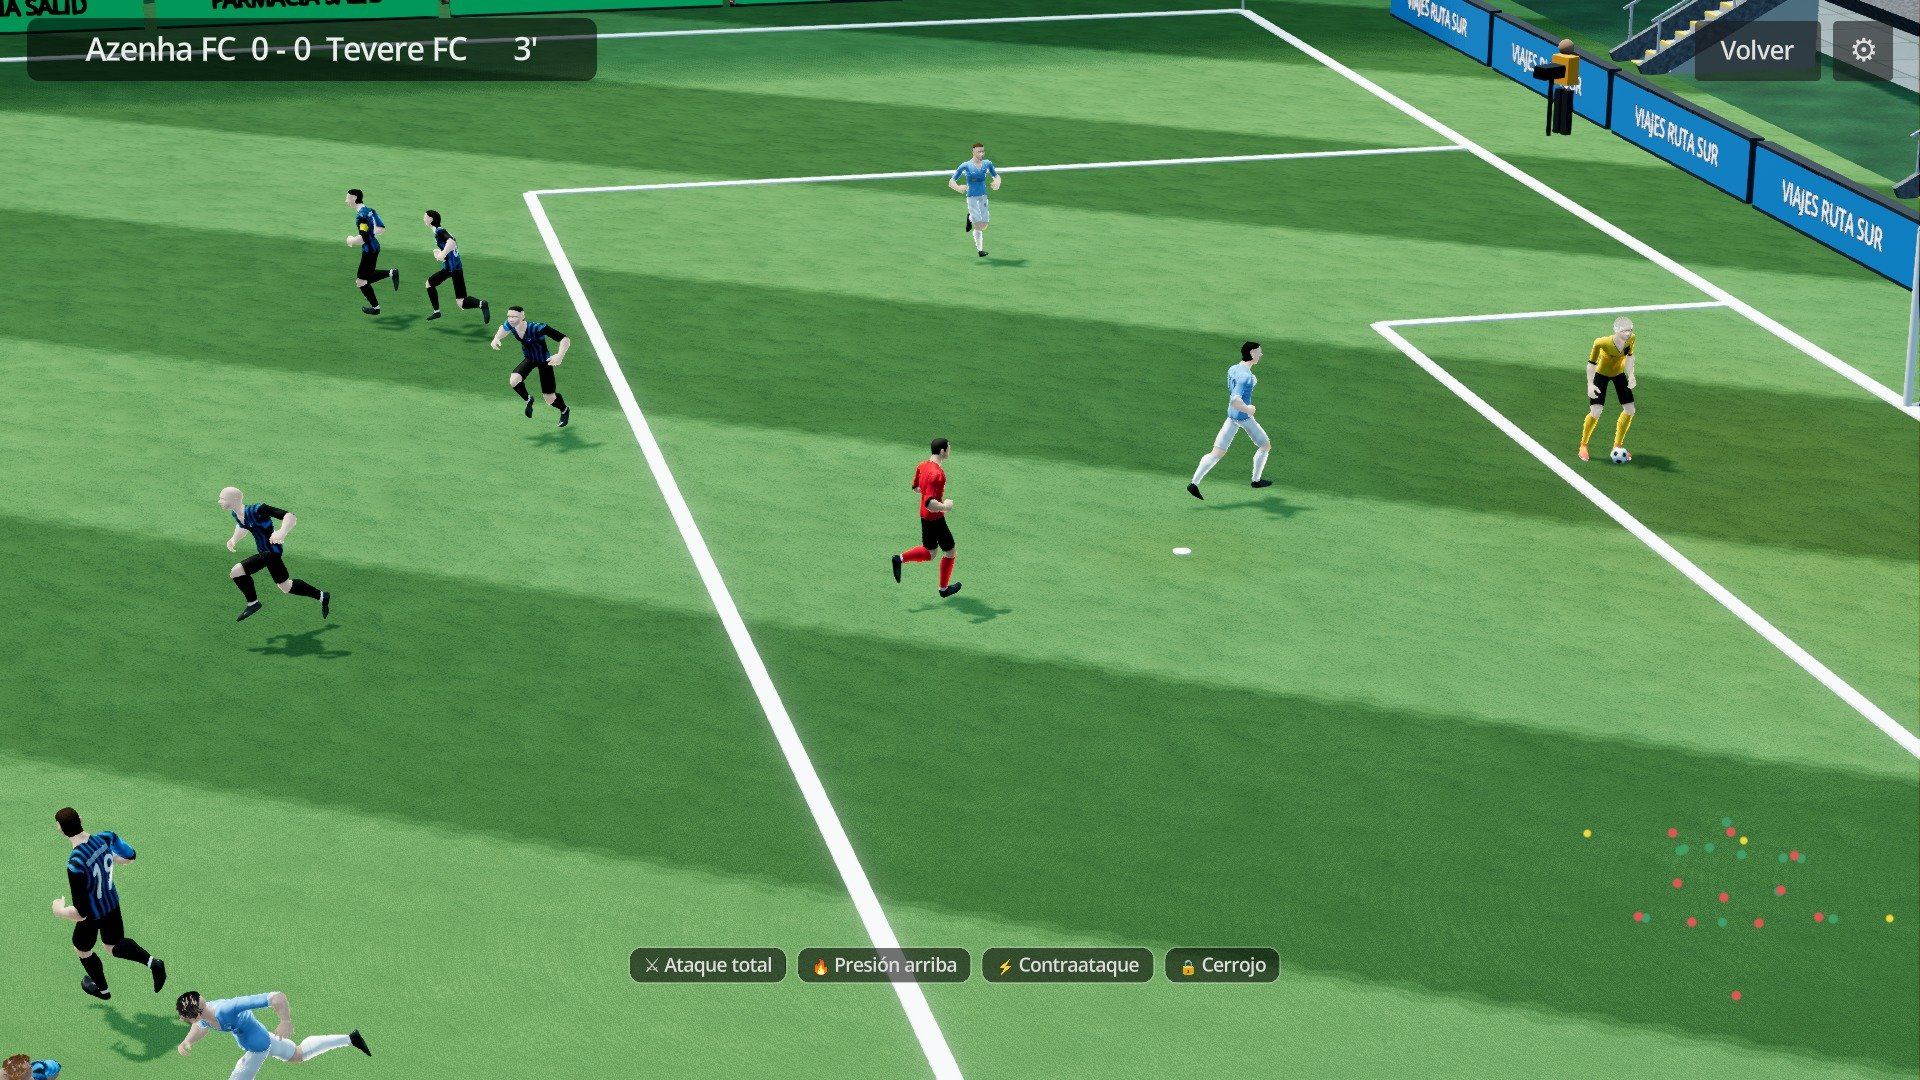 Azenha FC 0 - 0 Tevere FC 3'
Volver
VIAJES RUTA SUR
VIAJES RUTA SUR
VIAJES RUTA SUR
19
Ataque total
Presión arriba
Contraataque
Cerrojo